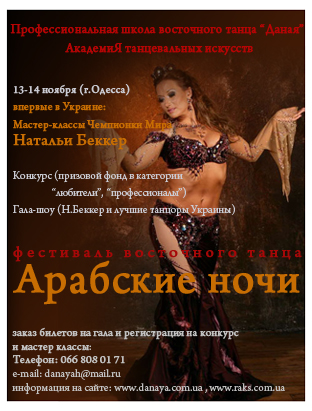 Профессиональная школа восточного танца "Даная"
АкадемиЯ танцевальных искусств
13-14 ноября (г.Одесса)
впервые в Украине:
Мастер-классы Чемпионки Мира
Натальи Беккер
Конкурс (призовой фонд в категории
"любители", "профессионалы")
Гала-шоу (Н.Беккер и лучшие танцоры Украины)
фестиваль восточного танца
Арабские ночи
заказ билетов на гала и регистрация на конкурс
и мастер классы:
Телефон: 066 808 01 71
e-mail: danayah@mail.ru
информация на сайте: www.danaya.com.ua , www.raks.com.ua